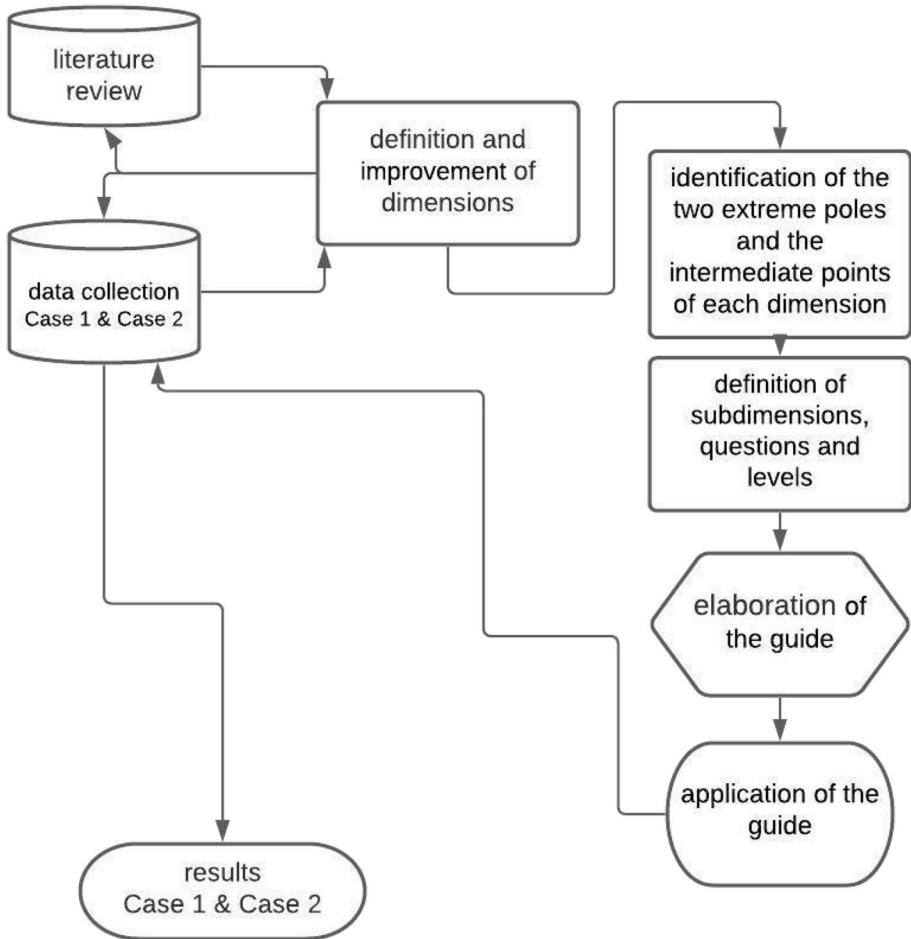 literature
review
definition and
improvement of
dimensions
data collection
Case 1 & Case 2
identification of the
two extreme poles
and the
intermediate points
of each dimension
definition of
subdimensions,
questions and
levels
elaboration of
the guide
application of the
guide
results
Case 1 & Case 2